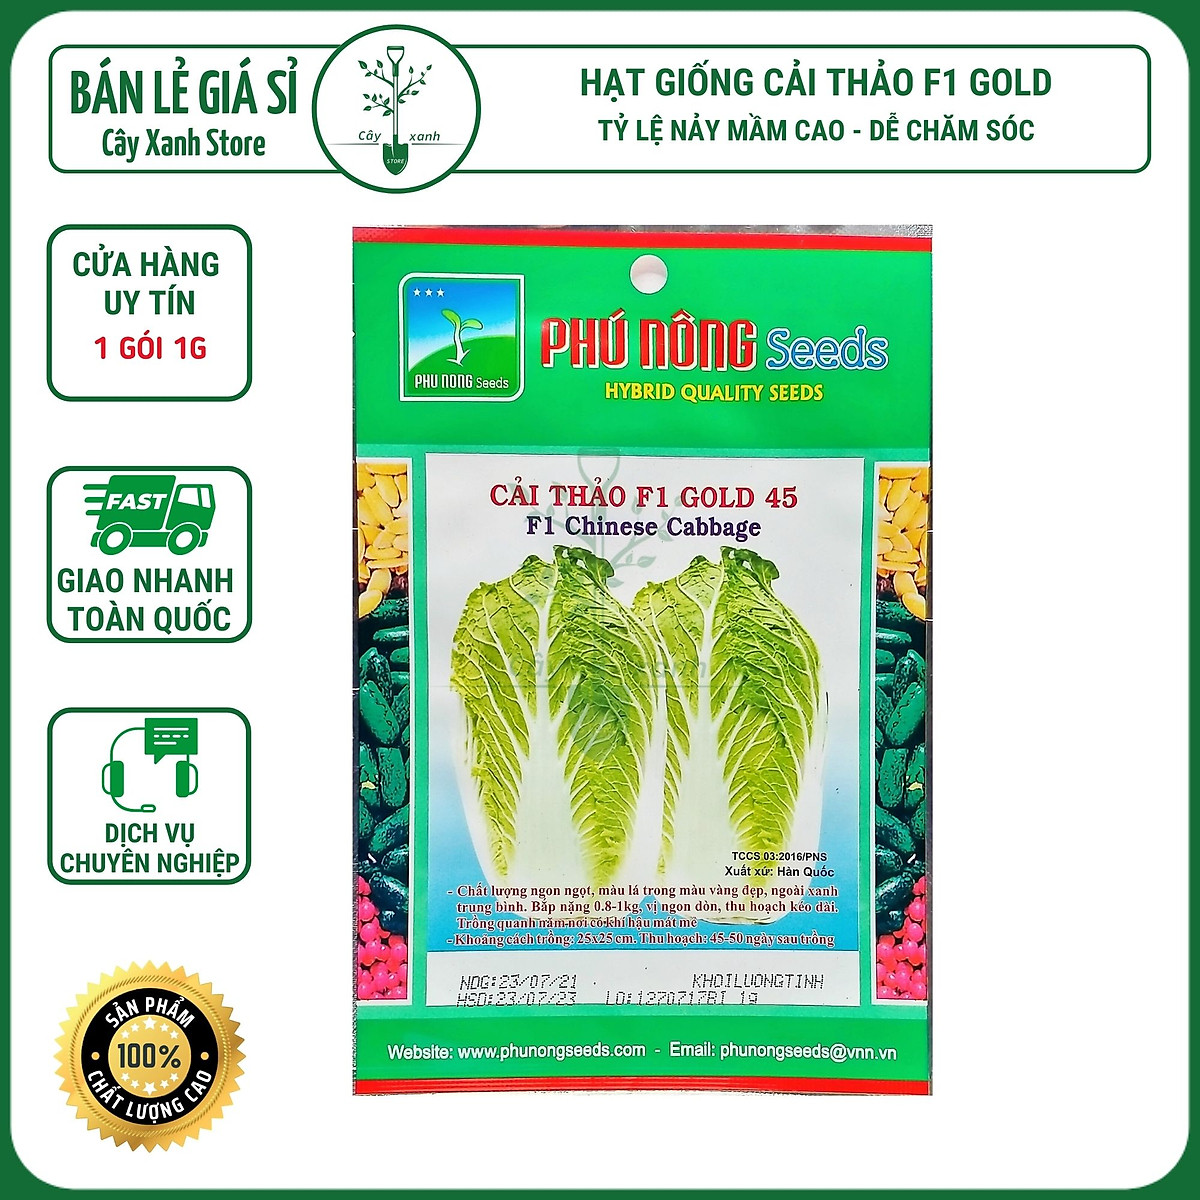 BÁN LẺ GIÁ SỈ
Cây Xanh Store
Cây xanh
STORE
HẠT GIỐNG CẢI THẢO F1 GOLD
TỶ LỆ NẢY MẦM CAO - DỄ CHĂM SÓC
CỬA HÀNG
UY TÍN
1 GÓI 1G
FAST
GIAO NHANH
TOÀN QUỐC
DỊCH VỤ
CHUYÊN NGHIỆP
SẢN PHẨM
100%
CHẤT LƯỢNG CAO
PHU NONG Seeds
PHÚ NÔNG Seeds
HYBRID QUALITY SEEDS
CẢI THẢO F1 GOLD 45
F1 Chinese Cabbage
Cây xanh
TCCS 03:2016/PNS
Xuất xứ: Hàn Quốc
- Chất lượng ngon ngọt, màu lá trong màu vàng đẹp, ngoài xanh
trung bình. Bắp nặng 0.8-1kg, vị ngon dòn, thu hoạch kéo dài.
Trồng quanh năm nơi có khí hậu mát mẻ
- Khoảng cách trồng: 25x25 cm. Thu hoạch: 45-50 ngày sau trồng
NDG:23/07/21 KHOILUONGTINH
HSD:23/07/23 LO:1270717BI 1g
Website: www.phunongseeds.com - Email: phunongseeds@vnn.vn